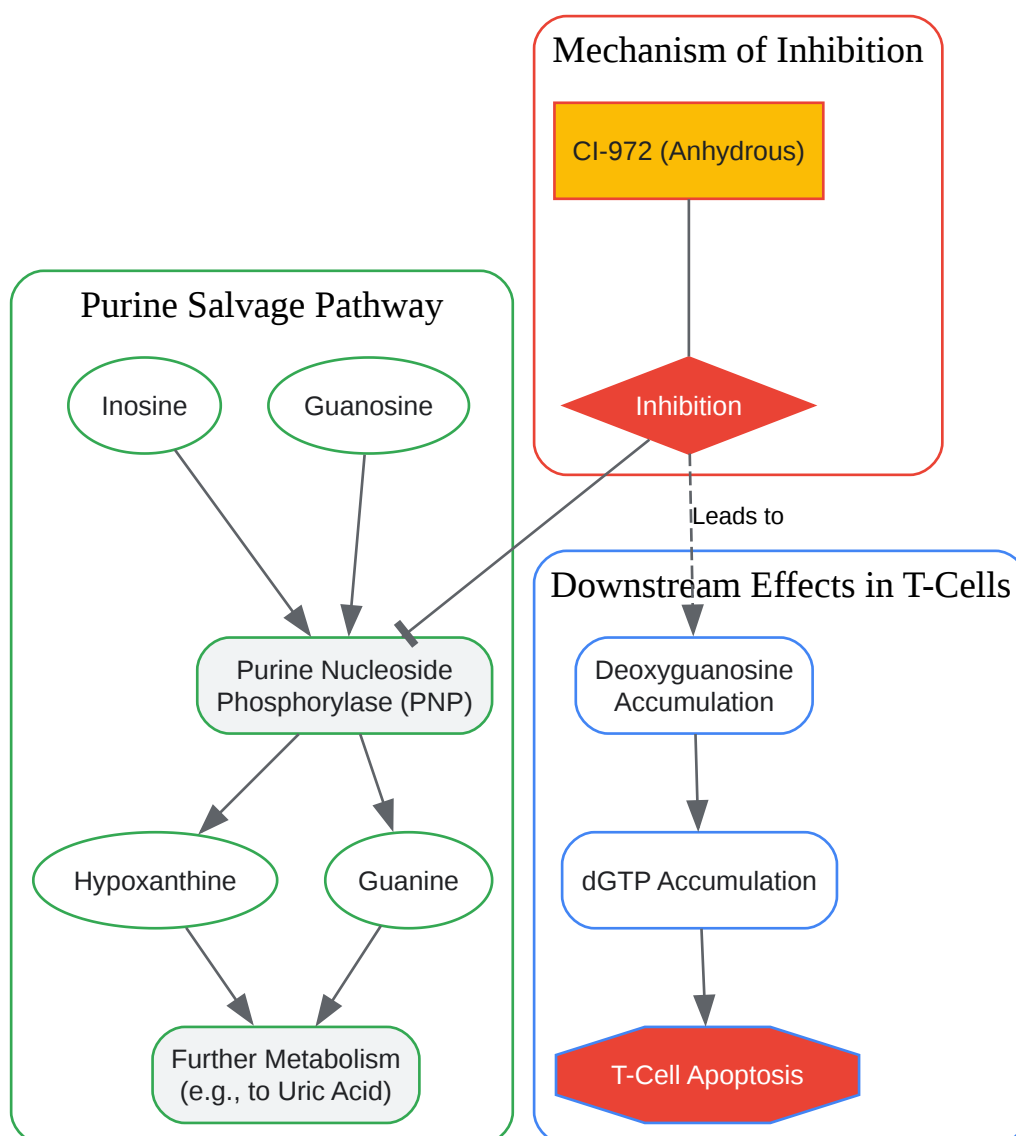 Mechanism of Inhibition
CI-972 (Anhydrous)
Inhibition
Leads to
Purine Salvage Pathway
Inosine
Guanosine
Purine Nucleoside
Phosphorylase (PNP)
Hypoxanthine
Guanine
Further Metabolism
(e.g., to Uric Acid)
Downstream Effects in T-Cells
Deoxyguanosine
Accumulation
dGTP Accumulation
T-Cell Apoptosis